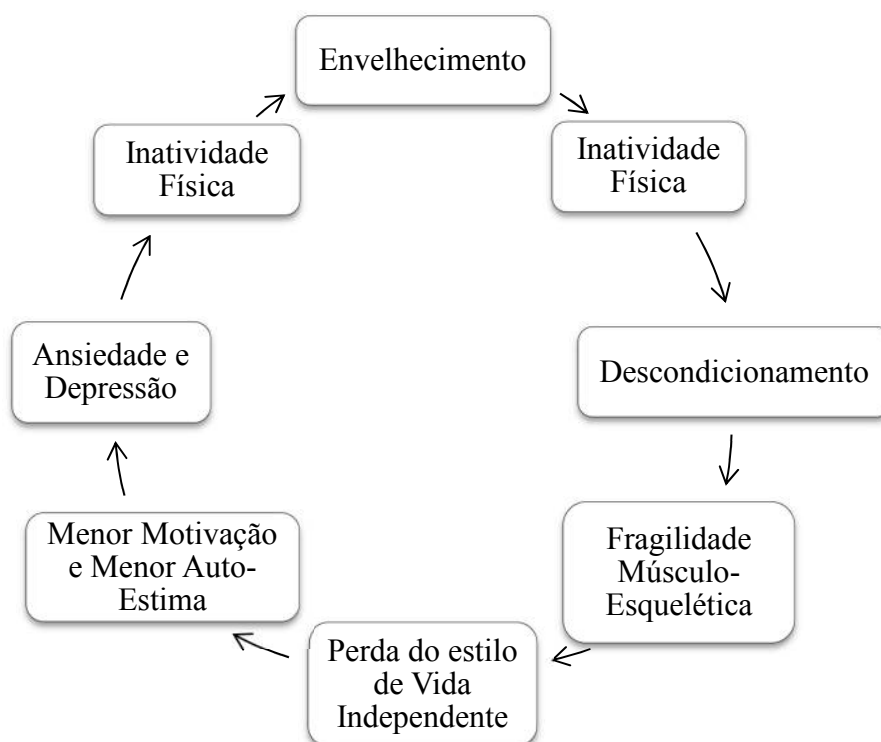 Envelhecimento
Inatividade
Física
Descondicionamento
Fragilidade
Músculo-
Esquelética
Perda do estilo
de Vida
Independente
Menor Motivação
e Menor Auto-
Estima
Ansiedade e
Depressão
Inatividade
Física